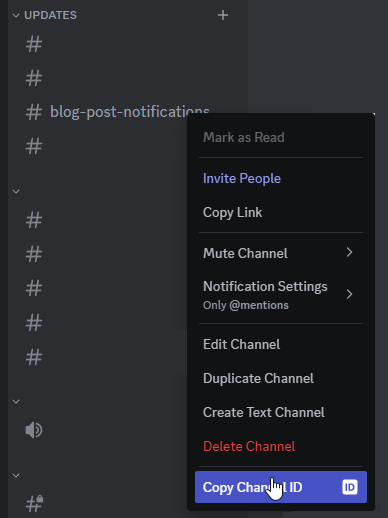 UPDATES
blog-post-notifications
Mark as Read
Invite People
Copy Link
Mute Channel
Notification Settings
Only @mentions
Edit Channel
Duplicate Channel
Create Text Channel
Delete Channel
Copy Channel ID ID